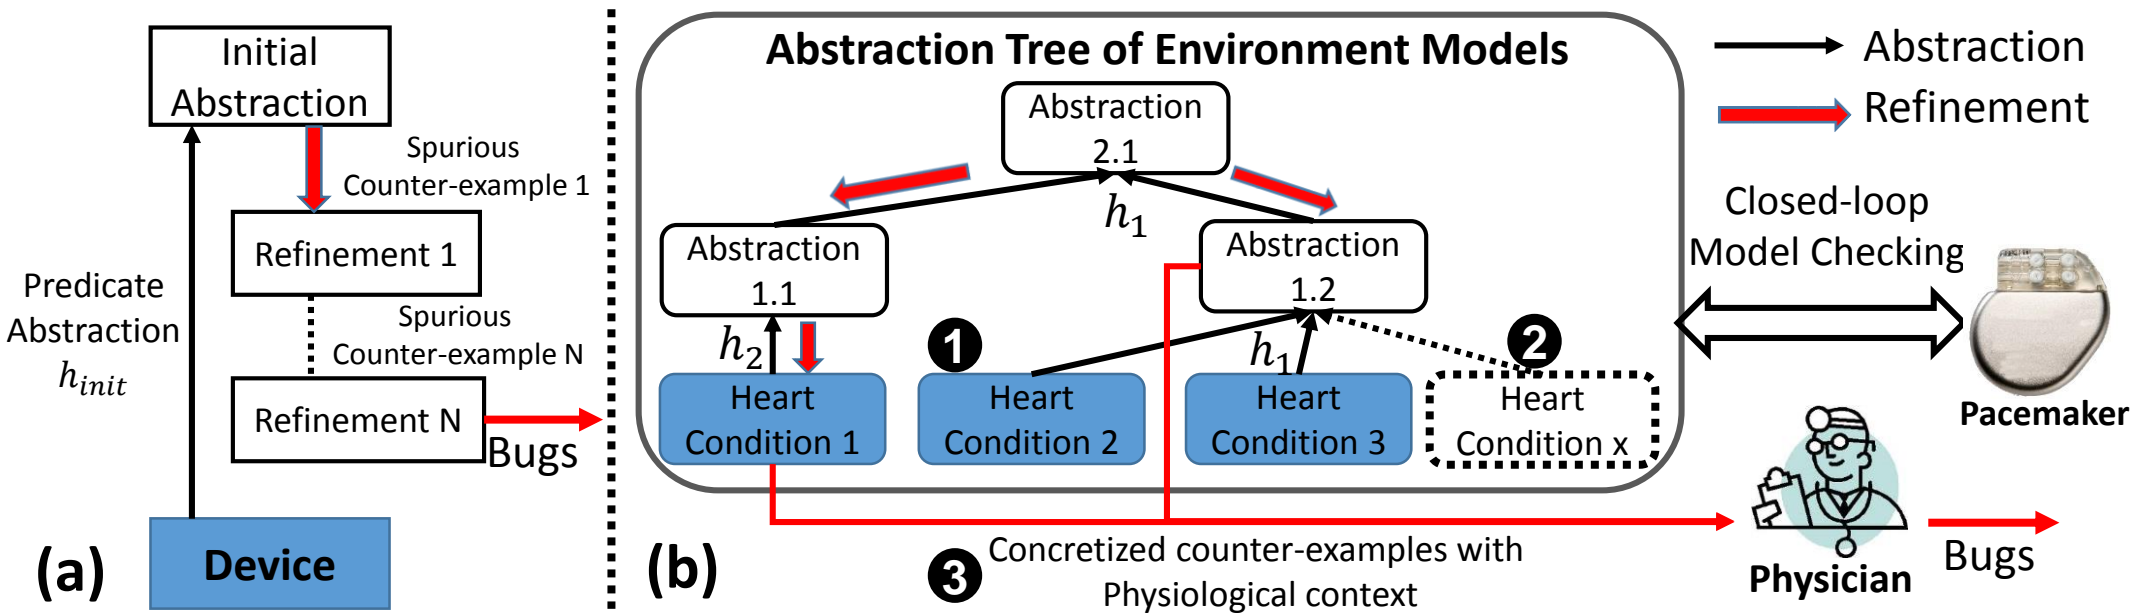 Initial
Abstraction
Spurious
Counter-example 1
Refinement 1
Predicate
Abstraction
h_init
Spurious
Counter-example N
Refinement N
Bugs
Device
(a)
Abstraction Tree of Environment Models
Abstraction
2.1
h_1
Abstraction
1.1
Abstraction
1.2
h_2
1
h_1
2
Heart
Condition 1
Heart
Condition 2
Heart
Condition 3
Heart
Condition x
(b)
3
Concretized counter-examples with
Physiological context
Abstraction
Refinement
Closed-loop
Model Checking
Pacemaker
Physician
Bugs